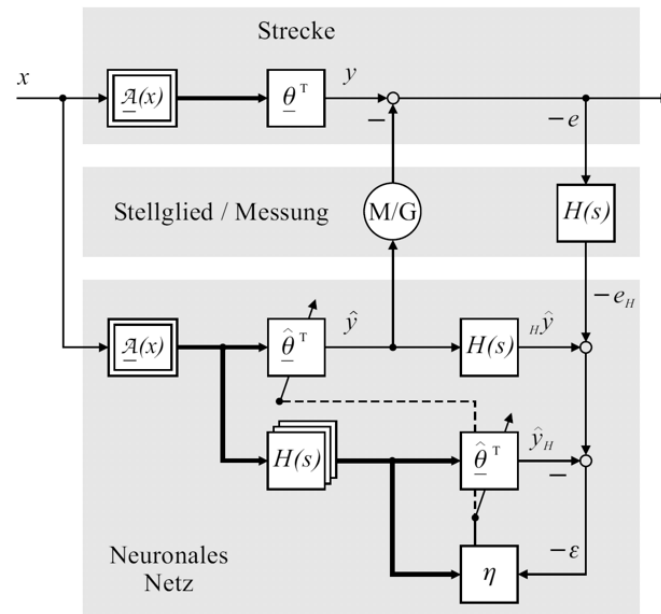 Strecke
x
𝒜(x)
θ^T
y
−
−e
Stellglied / Messung
M/G
H(s)
−e_H
𝒜(x)
θ̂^T
ŷ
H(s)
_Hŷ
H(s)
θ̂^T
ŷ_H
−
Neuronales
Netz
η
−ε